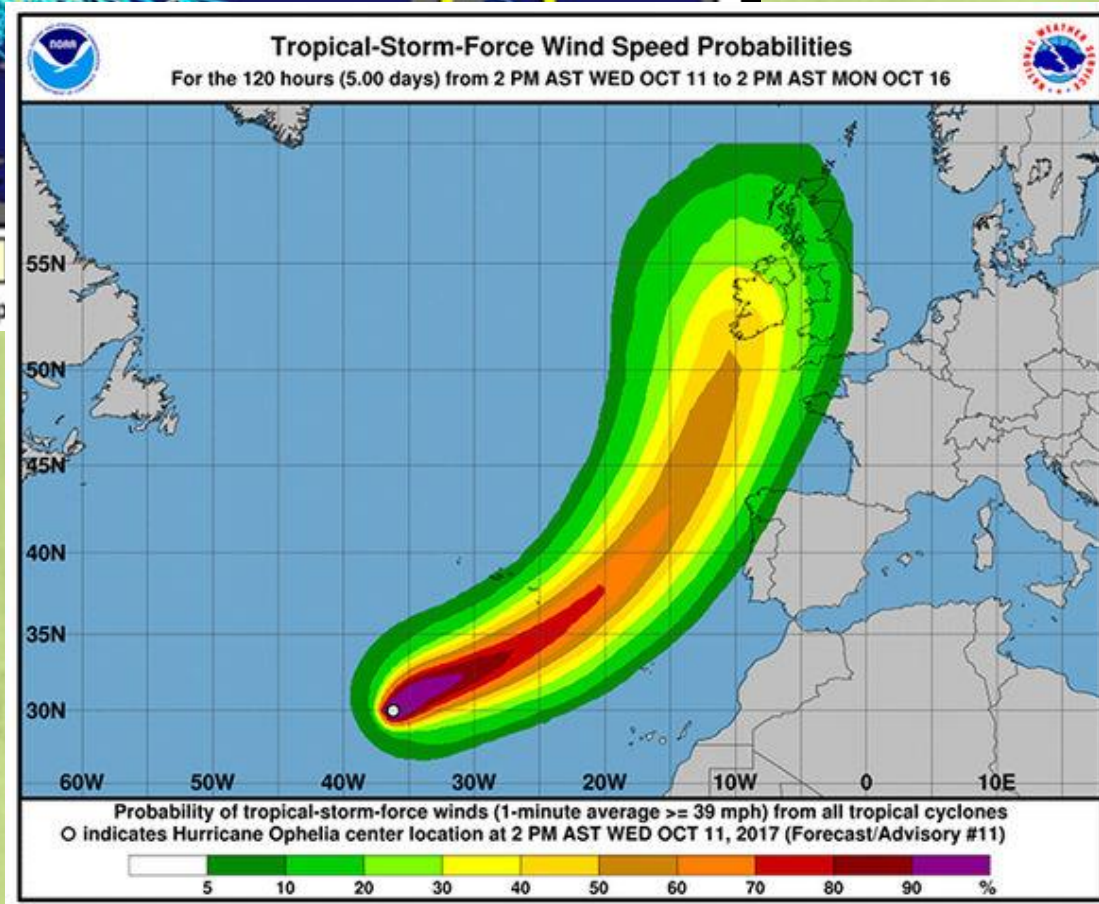 NOAA
Tropical-Storm-Force Wind Speed Probabilities
For the 120 hours (5.00 days) from 2 PM AST WED OCT 11 to 2 PM AST MON OCT 16
NATIONAL WEATHER SERVICE
55N
50N
45N
40N
35N
30N
60W 50W 40W 30W 20W 10W 0 10E
Probability of tropical-storm-force winds (1-minute average >= 39 mph) from all tropical cyclones
O indicates Hurricane Ophelia center location at 2 PM AST WED OCT 11, 2017 (Forecast/Advisory #11)
5 10 20 30 40 50 60 70 80 90 %